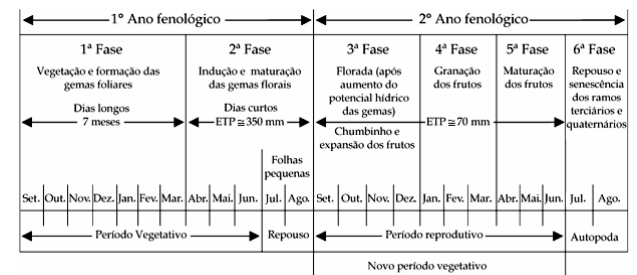 1º Ano fenológico 2º Ano fenológico
1ª Fase
Vegetação e formação das
gemas foliares
Dias longos
7 meses
2ª Fase
Indução e maturação
das gemas florais
Dias curtos
ETP ≅ 350 mm
Folhas
pequenas
3ª Fase
Florada (após
aumento do
potencial hídrico
das gemas)
Chumbinho e
expansão dos frutos
4ª Fase
Granação
dos frutos
ETP ≅ 70 mm
5ª Fase
Maturação
dos frutos
6ª Fase
Repouso e
senescência
dos ramos
terciários e
quaternários
Set. Out. Nov. Dez. Jan. Fev. Mar. Abr. Mai. Jun. Jul. Ago. Set. Out. Nov. Dez. Jan. Fev. Mar. Abr. Mai. Jun. Jul. Ago.
Período Vegetativo Repouso Período reprodutivo Autopoda
Novo período vegetativo